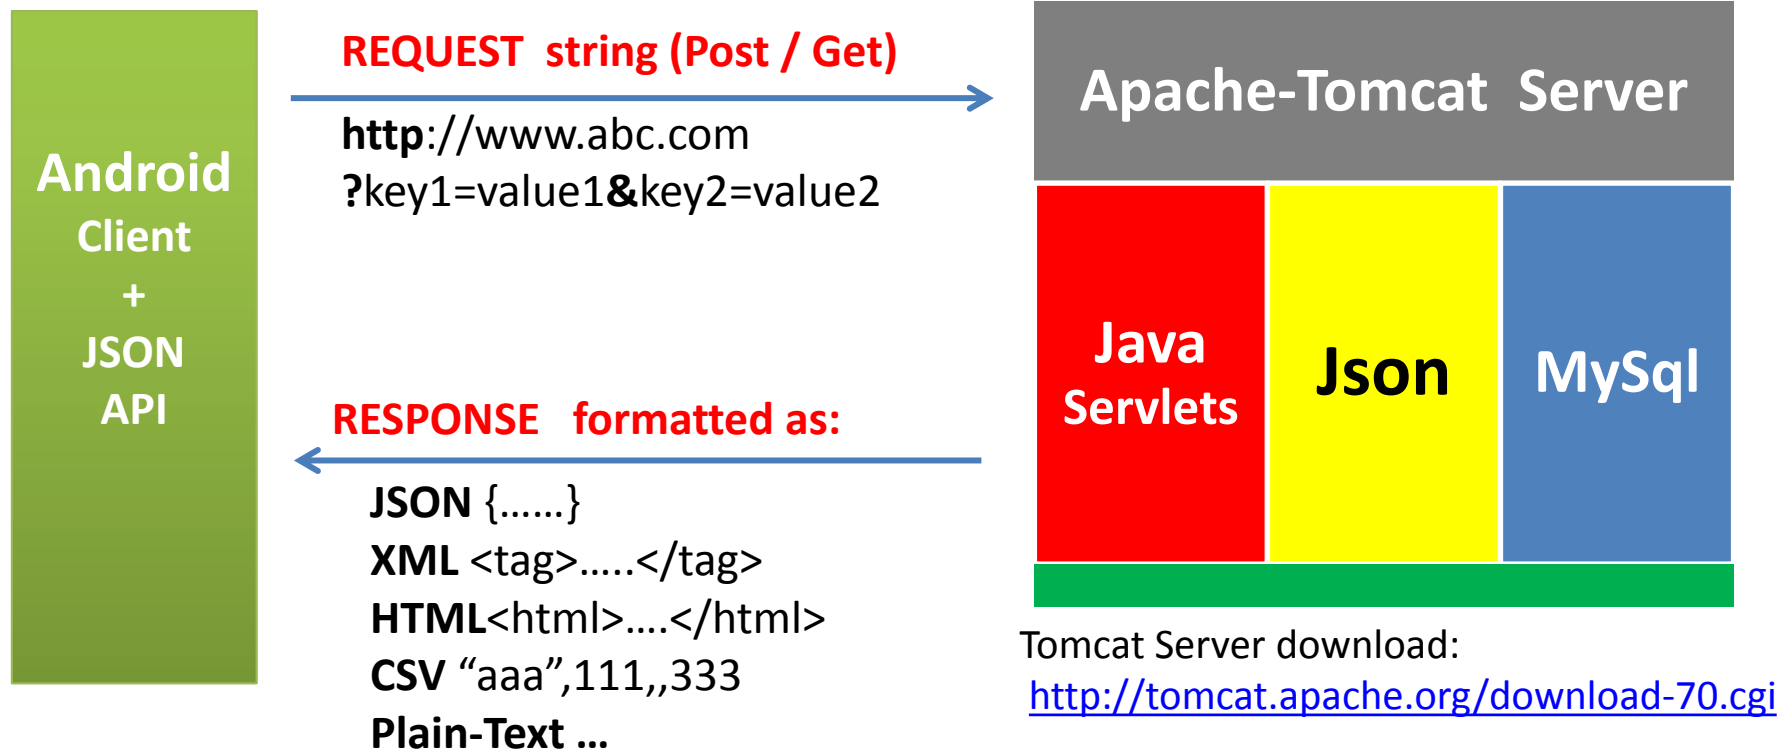 Android
Client
+
JSON
API
REQUEST  string (Post / Get)
http://www.abc.com
?key1=value1&key2=value2
RESPONSE   formatted as:
JSON {……}
XML <tag>…..</tag>
HTML<html>….</html>
CSV “aaa”,111,,333
Plain-Text …
Apache-Tomcat  Server
Java
Servlets
Json
MySql
Tomcat Server download:
http://tomcat.apache.org/download-70.cgi